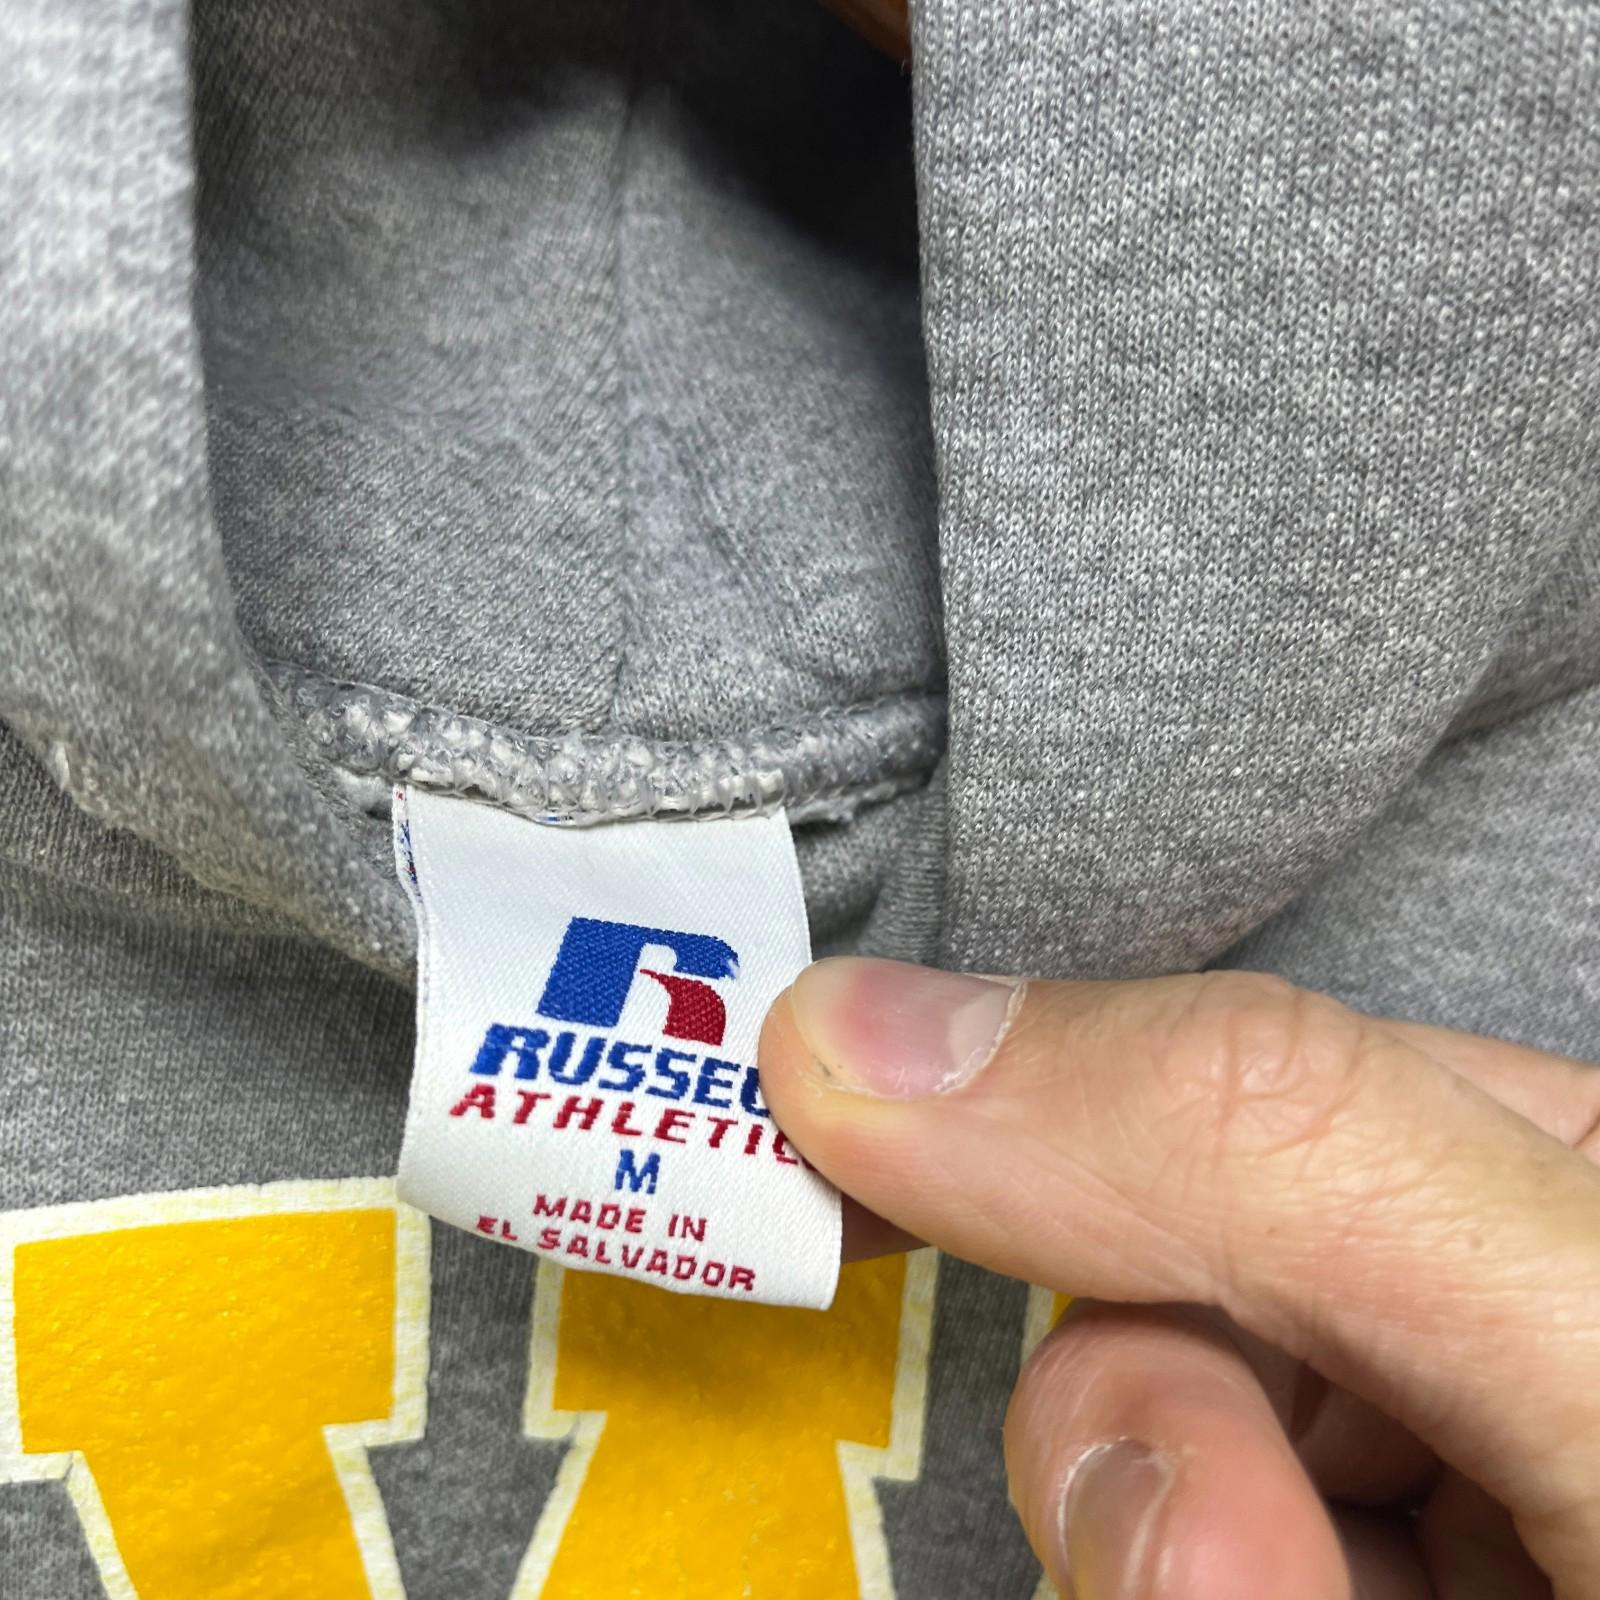 RUSSELL
ATHLETIC
M
MADE IN
EL SALVADOR